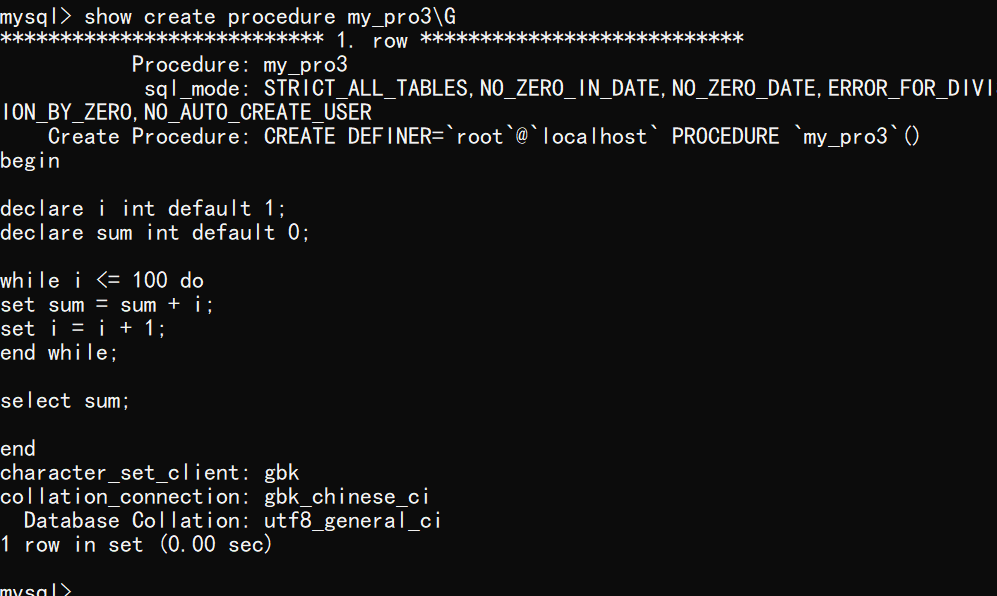 mysql> show create procedure my_pro3\G
*************************** 1. row ***************************
Procedure: my_pro3
sql_mode: STRICT_ALL_TABLES,NO_ZERO_IN_DATE,NO_ZERO_DATE,ERROR_FOR_DIVI
ION_BY_ZERO,NO_AUTO_CREATE_USER
Create Procedure: CREATE DEFINER=`root`@`localhost` PROCEDURE `my_pro3`()
begin
declare i int default 1;
declare sum int default 0;
while i <= 100 do
set sum = sum + i;
set i = i + 1;
end while;
select sum;
end
character_set_client: gbk
collation_connection: gbk_chinese_ci
Database Collation: utf8_general_ci
1 row in set (0.00 sec)
mysql>